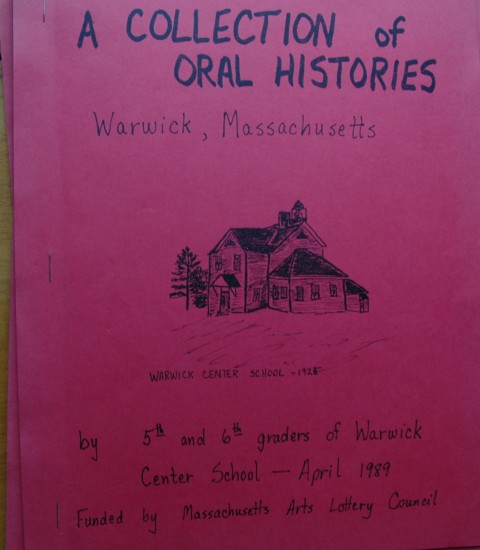 A COLLECTION of
ORAL HISTORIES
Warwick, Massachusetts
WARWICK CENTER SCHOOL -
by 5th and 6th graders of Warwick
Center School — April 1989
Funded by Massachusetts Arts Lottery Council